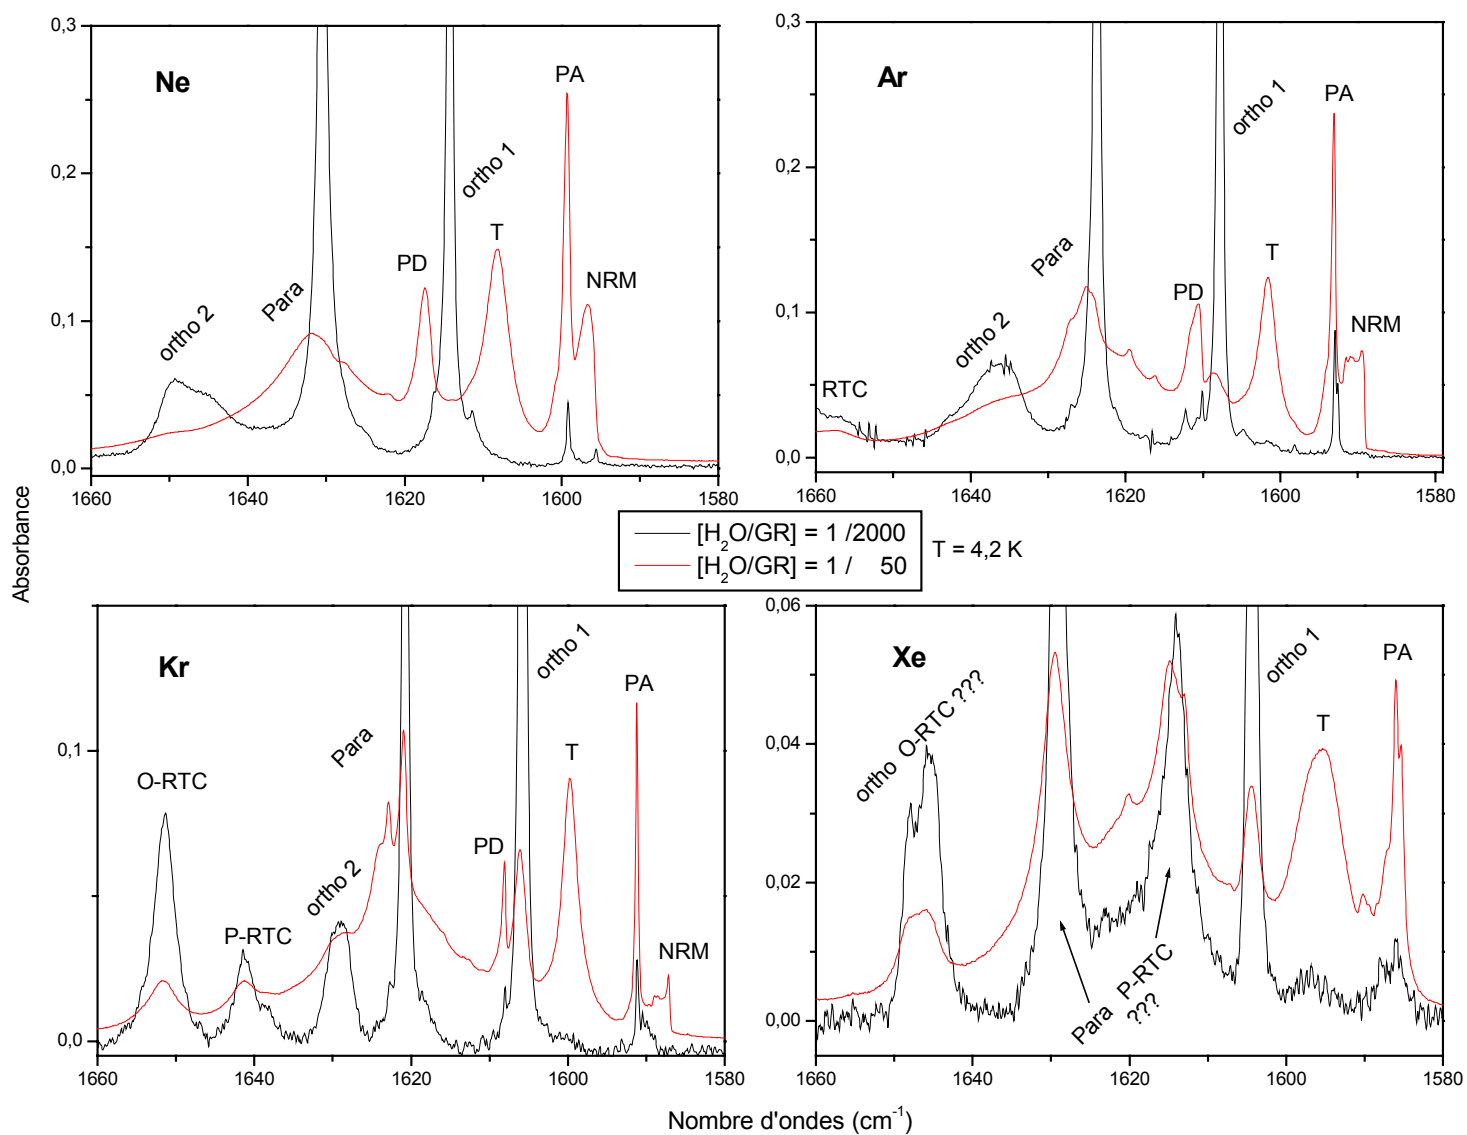 Absorbance
Ne
0,3
0,2
0,1
0,0
1660
1640
1620
1600
1580
ortho 2
Para
PD
ortho 1
T
PA
NRM
Ar
0,3
0,2
0,1
0,0
1660
1640
1620
1600
1580
RTC
ortho 2
Para
PD
ortho 1
T
PA
NRM
[H2O/GR] = 1 /2000
[H2O/GR] = 1 / 50
T = 4,2 K
Kr
0,1
0,0
1660
1640
1620
1600
1580
O-RTC
P-RTC
ortho 2
Para
PD
ortho 1
T
PA
NRM
Xe
0,06
0,04
0,02
0,00
1660
1640
1620
1600
1580
ortho O-RTC ???
Para P-RTC
???
ortho 1
T
PA
Nombre d'ondes (cm-1)